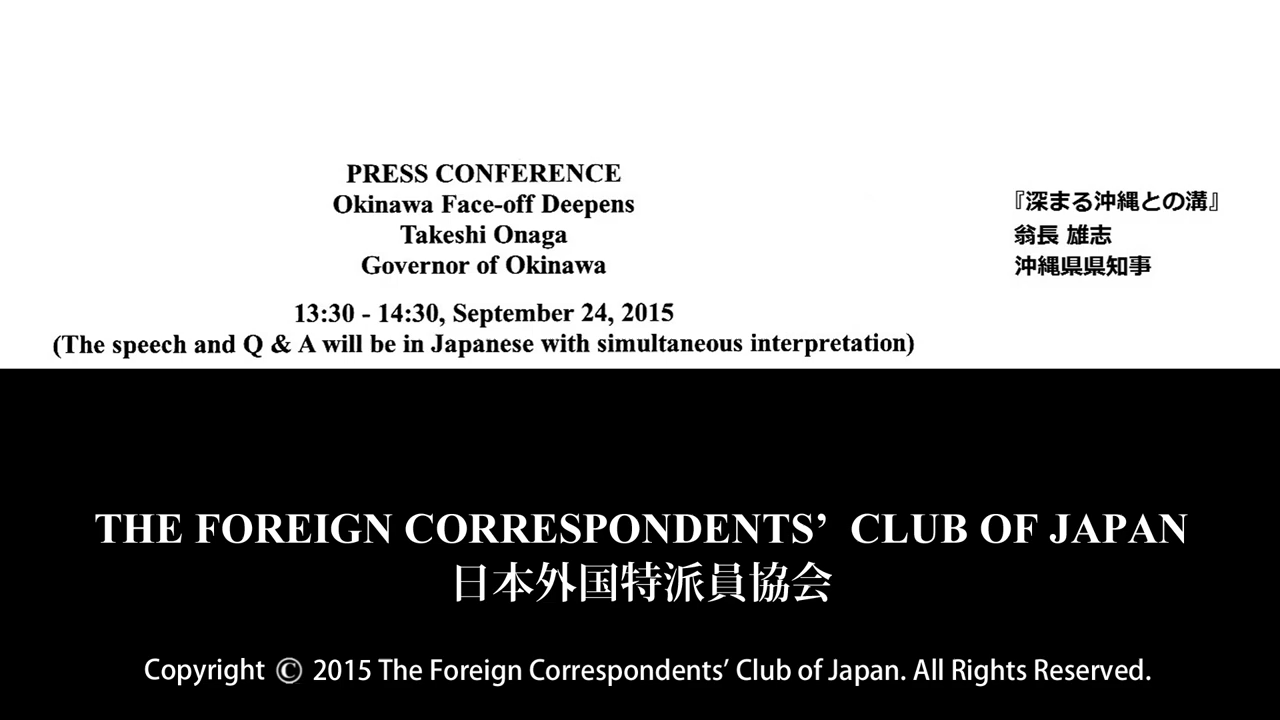 PRESS CONFERENCE
Okinawa Face-off Deepens
Takeshi Onaga
Governor of Okinawa
13:30 - 14:30, September 24, 2015
(The speech and Q & A will be in Japanese with simultaneous interpretation)
『深まる沖縄との溝』
翁長 雄志
沖縄県県知事
THE FOREIGN CORRESPONDENTS’ CLUB OF JAPAN
日本外国特派員協会
Copyright © 2015 The Foreign Correspondents’ Club of Japan. All Rights Reserved.